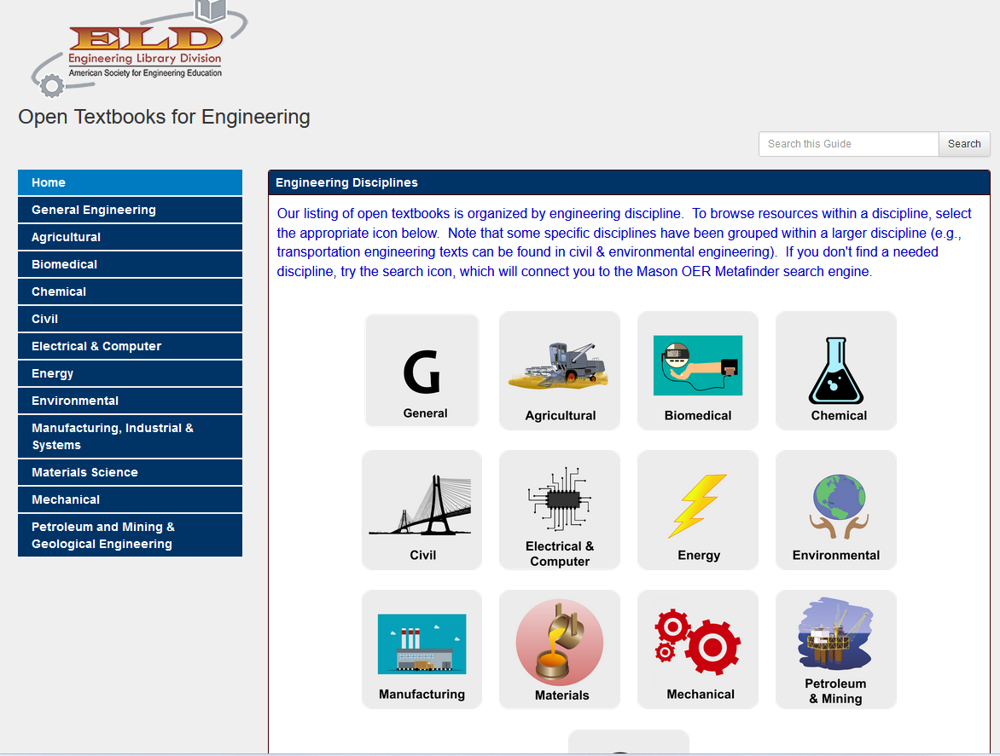 ELD
Engineering Library Division
American Society for Engineering Education
Open Textbooks for Engineering
Search this Guide
Search
Home
General Engineering
Agricultural
Biomedical
Chemical
Civil
Electrical & Computer
Energy
Environmental
Manufacturing, Industrial &
Systems
Materials Science
Mechanical
Petroleum and Mining &
Geological Engineering
Engineering Disciplines
Our listing of open textbooks is organized by engineering discipline.  To browse resources within a discipline, select
the appropriate icon below.  Note that some specific disciplines have been grouped within a larger discipline (e.g.,
transportation engineering texts can be found in civil & environmental engineering).  If you don't find a needed
discipline, try the search icon, which will connect you to the Mason OER Metafinder search engine.
G
General
Agricultural
Biomedical
Chemical
Civil
Electrical &
Computer
Energy
Environmental
Manufacturing
Materials
Mechanical
Petroleum
& Mining